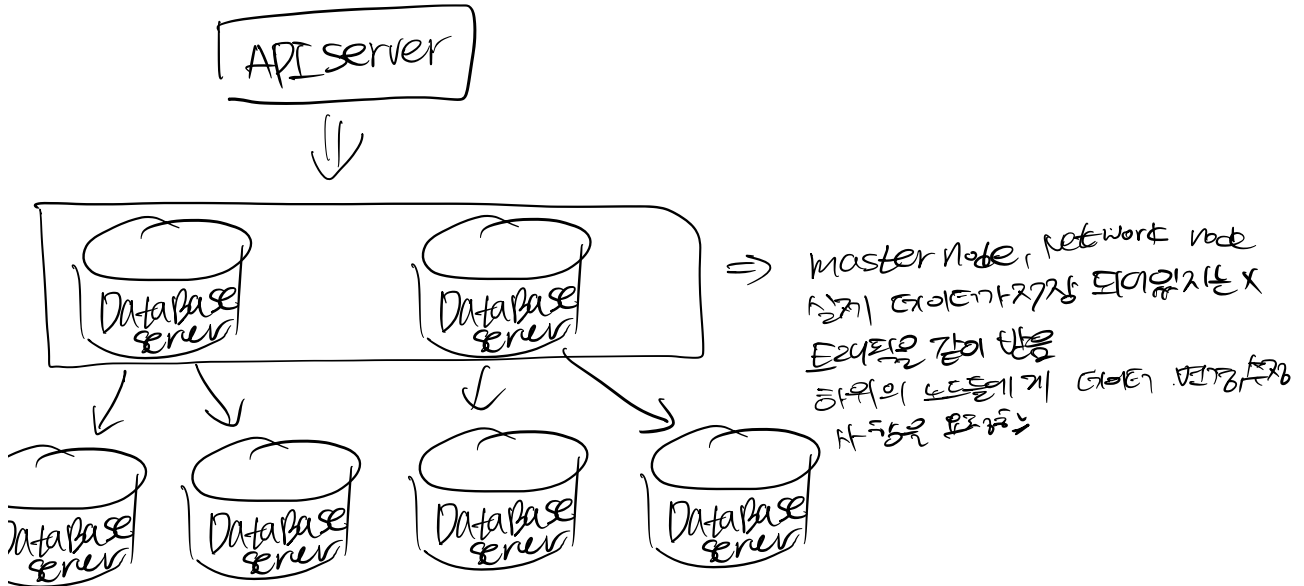 API server
DataBase
server
DataBase
server
master node, Network node
실제 데이터가 저장 되어있지는 X
트래픽을 같이 받음
하위의 노드들에게 데이터 변경, 수정
사항을 요청하는
DataBase
server
DataBase
server
DataBase
server
DataBase
server